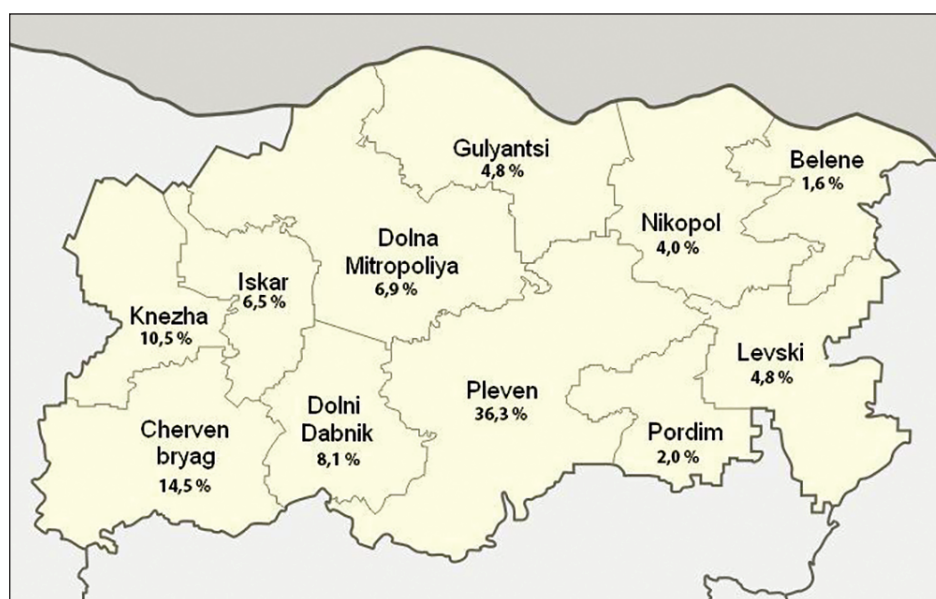 Gulyantsi
4,8 %
Belene
1,6 %
Nikopol
4,0 %
Dolna
Mitropoliya
6,9 %
Iskar
6,5 %
Knezha
10,5 %
Levski
4,8 %
Pleven
36,3 %
Dolni
Dabnik
8,1 %
Cherven
bryag
14,5 %
Pordim
2,0 %